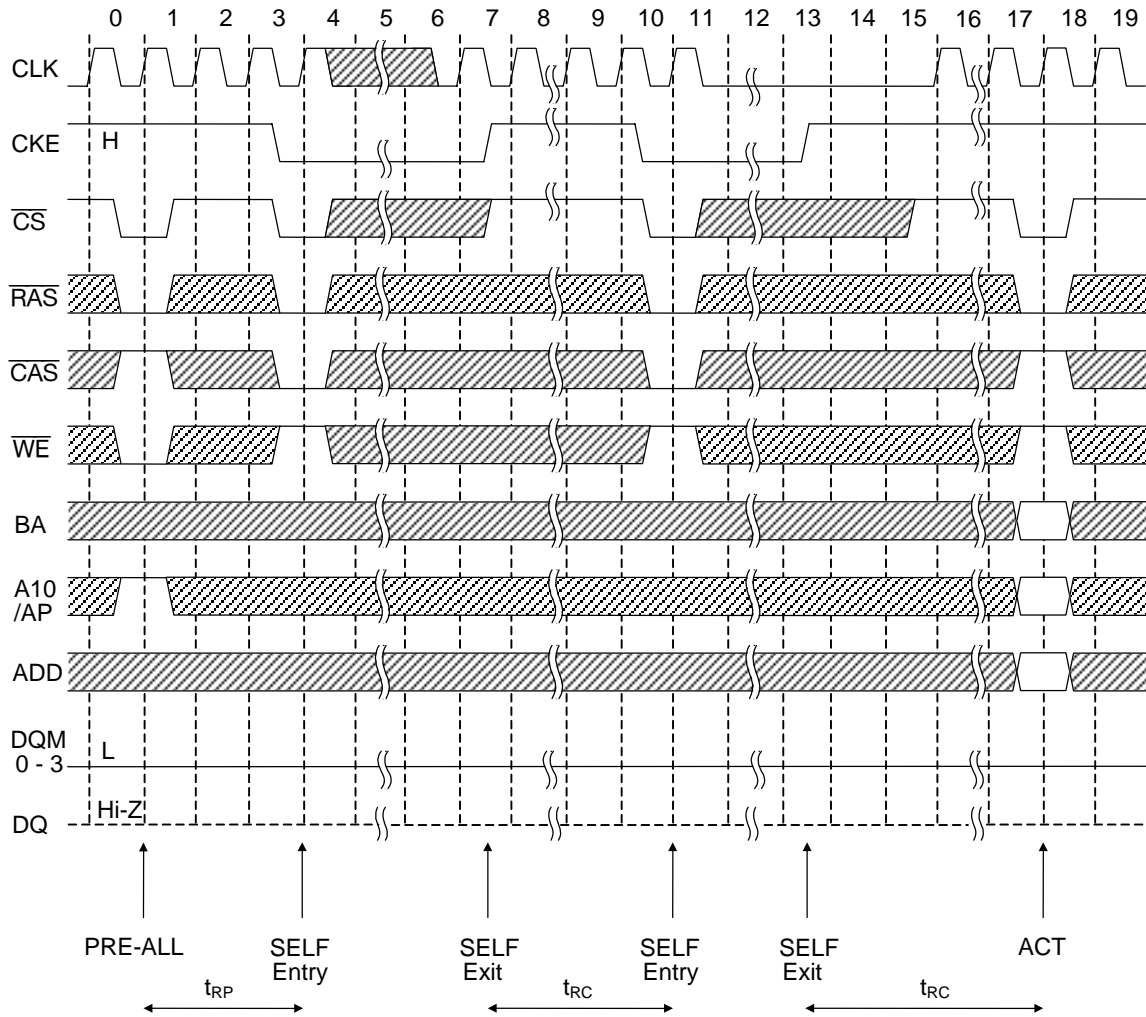 0 1 2 3 4 5 6 7 8 9 10 11 12 13 14 15 16 17 18 19
CLK
CKE H
CS
RAS
CAS
WE
BA
A10
/AP
ADD
DQM
0 - 3 L
Hi-Z
DQ
PRE-ALL SELF SELF SELF SELF ACT
Entry Exit Entry Exit
tRP tRC tRC